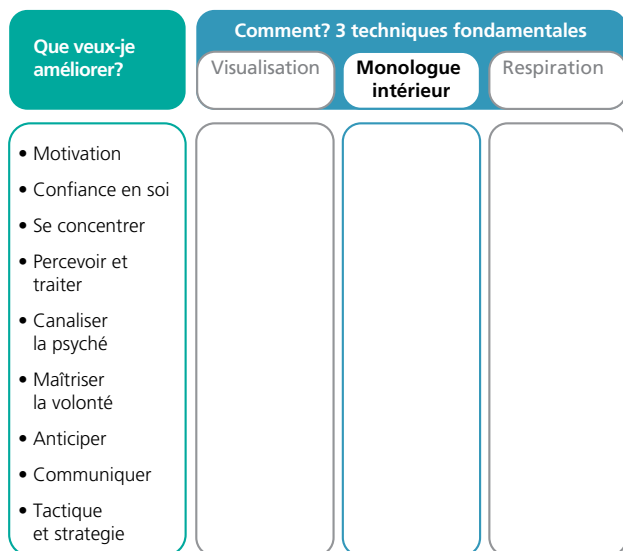 Que veux-je
améliorer?
Comment? 3 techniques fondamentales
Visualisation
Monologue
intérieur
Respiration
• Motivation
• Confiance en soi
• Se concentrer
• Percevoir et
traiter
• Canaliser
la psyché
• Maîtriser
la volonté
• Anticiper
• Communiquer
• Tactique
et strategie